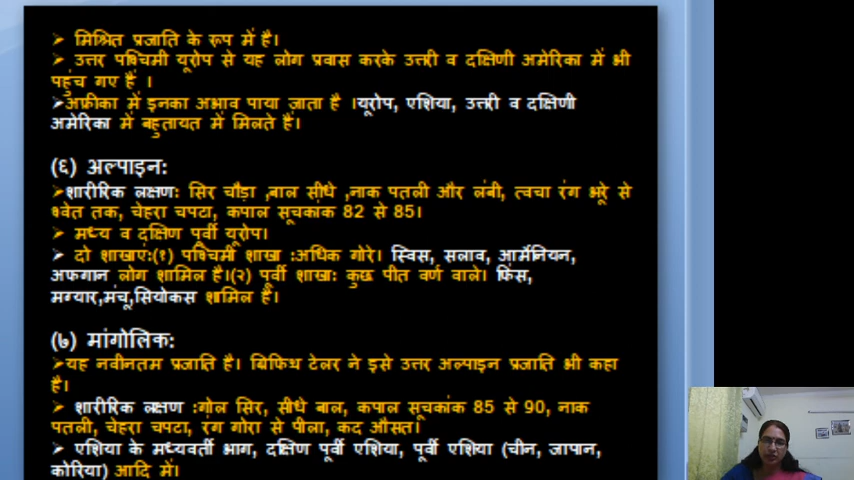 ➢ मिश्रित प्रजाति के रूप में है।
➢ उत्तर पश्चिमी यूरोप से यह लोग प्रवास करके उत्तरी व दक्षिणी अमेरिका में भी
पहुंच गए हैं ।
➢अफ्रीका में इनका अभाव पाया जाता है ।यूरोप, एशिया, उत्तरी व दक्षिणी
अमेरिका में बहुतायत में मिलते हैं।
(६) अल्पाइन:
➢शारीरिक लक्षण: सिर चौड़ा ,बाल सीधे ,नाक पतली और लंबी, त्वचा रंग भूरे से
श्वेत तक, चेहरा चपटा, कपाल सूचकांक 82 से 85।
➢ मध्य व दक्षिण पूर्वी यूरोप।
➢ दो शाखाएं:(१) पश्चिमी शाखा :अधिक गोरे। स्विस, सलाव, आर्मेनियन,
अफगान लोग शामिल है।(२) पूर्वी शाखा: कुछ पीत वर्ण वाले। फिंस,
मग्यार,मंचू,सियोकस शामिल हैं।
(७) मांगोलिक:
➢यह नवीनतम प्रजाति है। ग्रिफिथ टेलर ने इसे उत्तर अल्पाइन प्रजाति भी कहा
है।
➢ शारीरिक लक्षण :गोल सिर, सीधे बाल, कपाल सूचकांक 85 से 90, नाक
पतली, चेहरा चपटा, रंग गोरा से पीला, कद औसत।
➢ एशिया के मध्यवर्ती भाग, दक्षिण पूर्वी एशिया, पूर्वी एशिया (चीन, जापान,
कोरिया) आदि में।